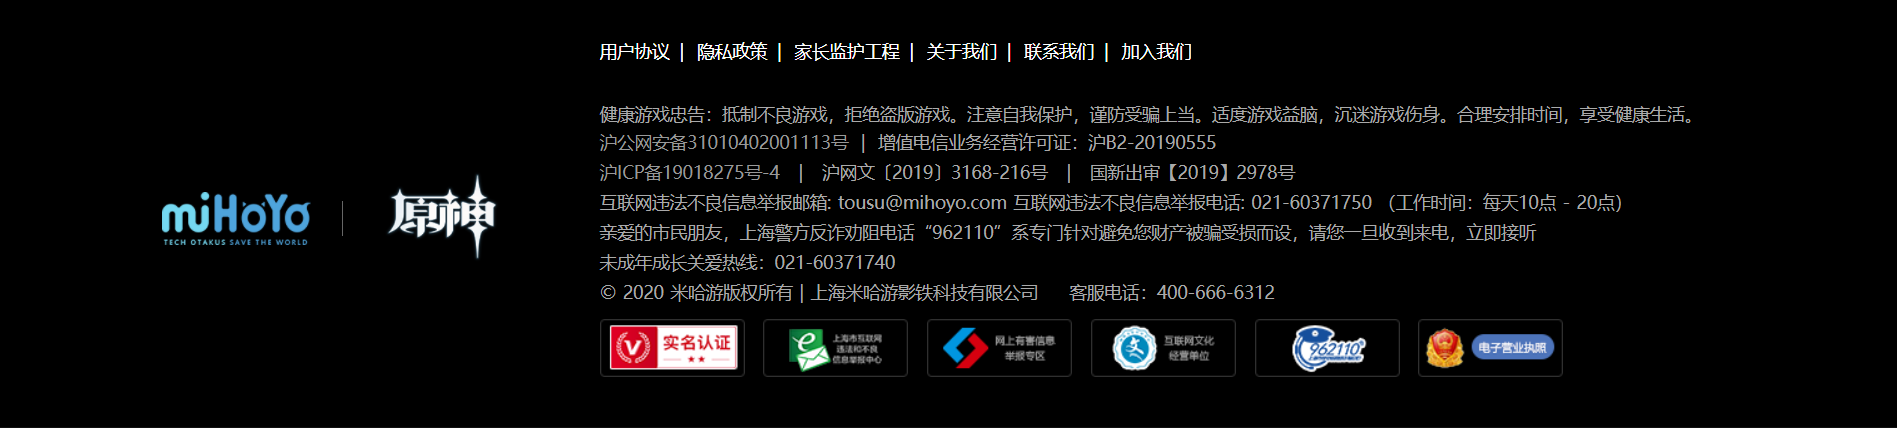 用户协议 | 隐私政策 | 家长监护工程 | 关于我们 | 联系我们 | 加入我们
健康游戏忠告：抵制不良游戏，拒绝盗版游戏。注意自我保护，谨防受骗上当。适度游戏益脑，沉迷游戏伤身。合理安排时间，享受健康生活。
沪公网安备31010402001113号 | 增值电信业务经营许可证：沪B2-20190555
沪ICP备19018275号-4 | 沪网文〔2019〕3168-216号 | 国新出审【2019】2978号
互联网违法不良信息举报邮箱: tousu@mihoyo.com 互联网违法不良信息举报电话: 021-60371750 （工作时间：每天10点 - 20点）
亲爱的市民朋友，上海警方反诈劝阻电话“962110”系专门针对避免您财产被骗受损而设，请您一旦收到来电，立即接听
未成年成长关爱热线：021-60371740
© 2020 米哈游版权所有 | 上海米哈游影铁科技有限公司 客服电话：400-666-6312
miHoYo
TECH OTAKUS SAVE THE WORLD
原神
实名认证
上海市互联网
违法和不良
信息举报中心
网上有害信息
举报专区
互联网文化
经营单位
962110
电子营业执照